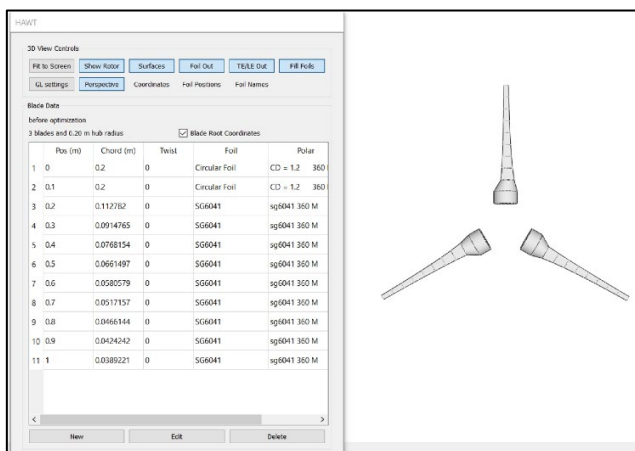 HAWT
3D View Controls
Fit to Screen Show Rotor Surfaces Foil Out TE/LE Out Fill Foils
GL settings Perspective Coordinates Foil Positions Foil Names
Blade Data
before optimization
3 blades and 0.20 m hub radius Blade Root Coordinates
Pos (m) Chord (m) Twist Foil Polar
1 0 0.2 0 Circular Foil CD = 1.2 360
2 0.1 0.2 0 Circular Foil CD = 1.2 360
3 0.2 0.112782 0 SG6041 sg6041 360 M
4 0.3 0.0914765 0 SG6041 sg6041 360 M
5 0.4 0.0768154 0 SG6041 sg6041 360 M
6 0.5 0.0661497 0 SG6041 sg6041 360 M
7 0.6 0.0580579 0 SG6041 sg6041 360 M
8 0.7 0.0517157 0 SG6041 sg6041 360 M
9 0.8 0.0466144 0 SG6041 sg6041 360 M
10 0.9 0.0424242 0 SG6041 sg6041 360 M
11 1 0.0389221 0 SG6041 sg6041 360 M
New Edit Delete